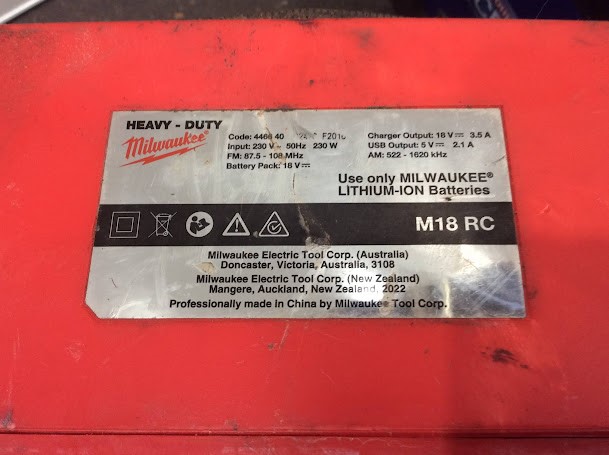 HEAVY - DUTY
Milwaukee®
Code: 4466 40 F2016
Input: 230 V~ 50Hz 230 W
FM: 87.5 - 108 MHz
Battery Pack: 18 V⎓
Charger Output: 18 V⎓ 3.5 A
USB Output: 5 V⎓ 2.1 A
AM: 522 - 1620 kHz
Use only MILWAUKEE®
LITHIUM-ION Batteries
M18 RC
Milwaukee Electric Tool Corp. (Australia)
Doncaster, Victoria, Australia, 3108
Milwaukee Electric Tool Corp. (New Zealand)
Mangere, Auckland, New Zealand, 2022
Professionally made in China by Milwaukee Tool Corp.